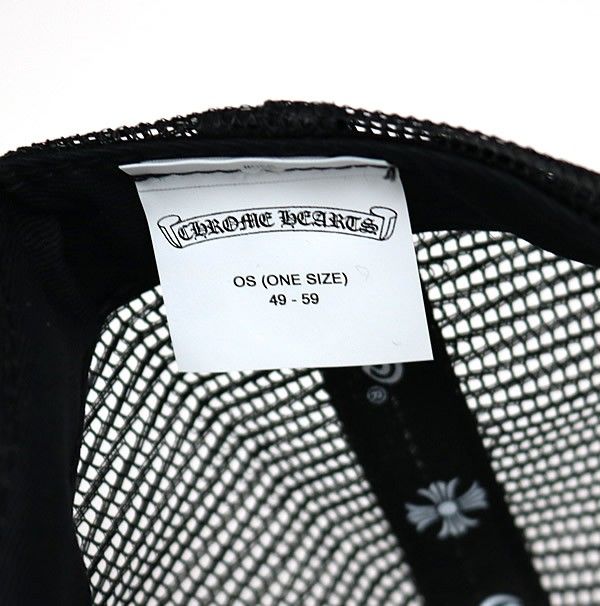 CHROME HEARTS
OS (ONE SIZE)
49 - 59
®